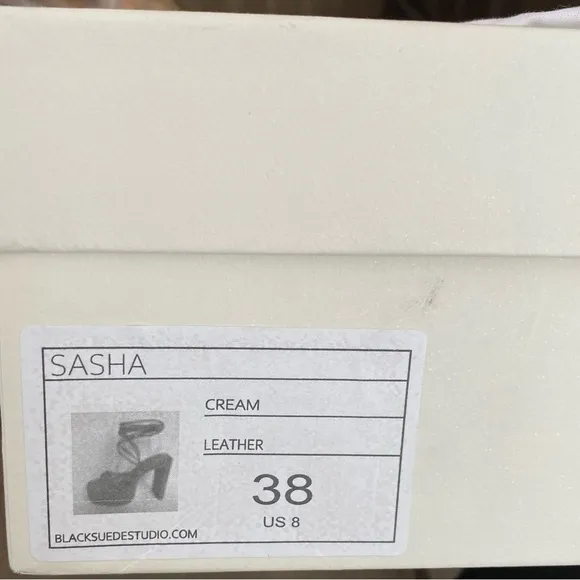 SASHA
CREAM
LEATHER
38
US 8
BLACKSUEDESTUDIO.COM